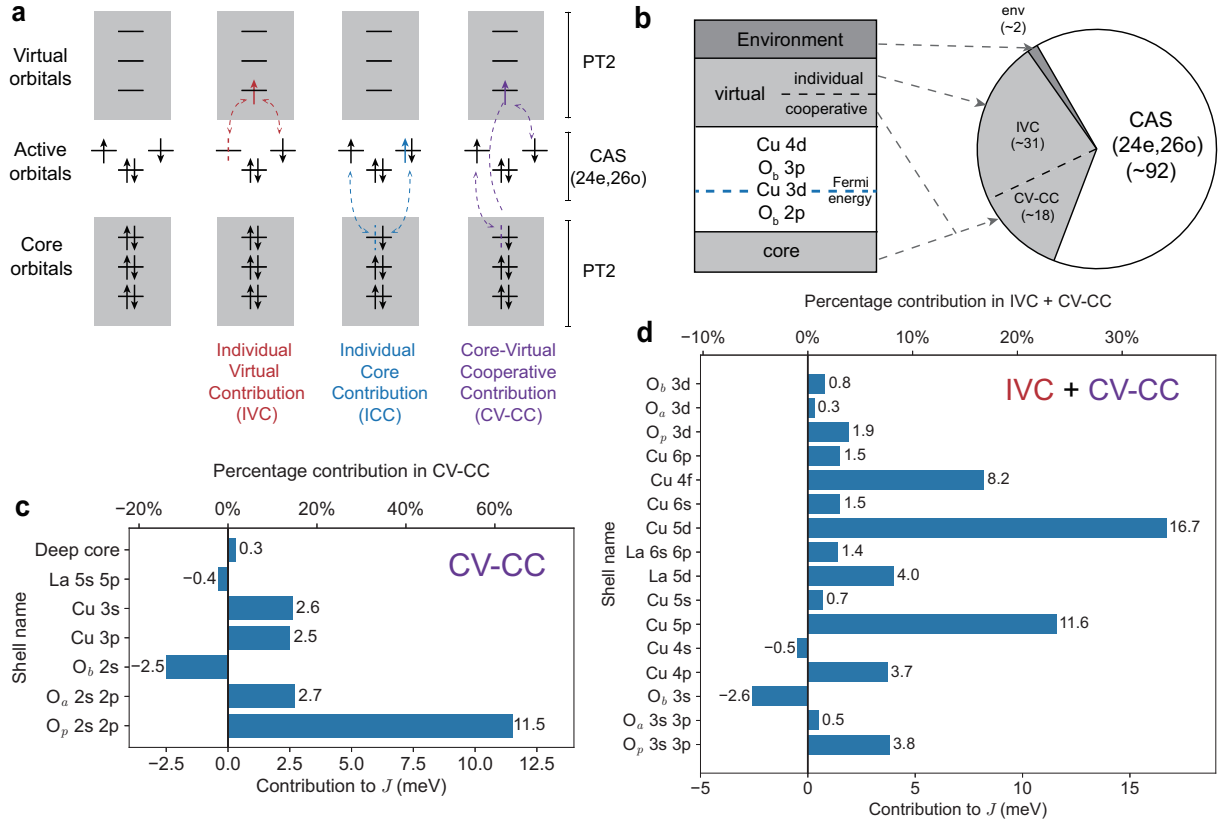 a
Virtual
orbitals
Active
orbitals
Core
orbitals
PT2
CAS
(24e,26o)
PT2
Individual
Virtual
Contribution
(IVC)
Individual
Core
Contribution
(ICC)
Core-Virtual
Cooperative
Contribution
(CV-CC)
b
Environment
virtual
individual
cooperative
Cu 4d
O_b 3p
Cu 3d
O_b 2p
Fermi
energy
core
env
(~2)
IVC
(~31)
CV-CC
(~18)
CAS
(24e,26o)
(~92)
c
Percentage contribution in CV-CC
−20% 0% 20% 40% 60%
CV-CC
Shell name
Deep core 0.3
La 5s 5p −0.4
Cu 3s 2.6
Cu 3p 2.5
O_b 2s −2.5
O_a 2s 2p 2.7
O_p 2s 2p 11.5
−2.5 0.0 2.5 5.0 7.5 10.0 12.5
Contribution to J (meV)
d
Percentage contribution in IVC + CV-CC
−10% 0% 10% 20% 30%
IVC + CV-CC
Shell name
O_b 3d 0.8
O_a 3d 0.3
O_p 3d 1.9
Cu 6p 1.5
Cu 4f 8.2
Cu 6s 1.5
Cu 5d 16.7
La 6s 6p 1.4
La 5d 4.0
Cu 5s 0.7
Cu 5p 11.6
Cu 4s −0.5
Cu 4p 3.7
O_b 3s −2.6
O_a 3s 3p 0.5
O_p 3s 3p 3.8
−5 0 5 10 15
Contribution to J (meV)